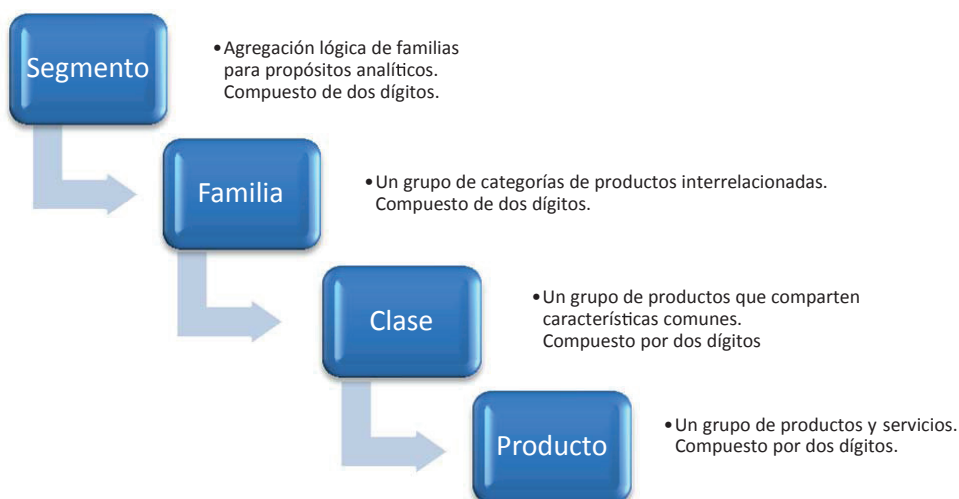 Segmento
•Agregación lógica de familias
para propósitos analíticos.
Compuesto de dos dígitos.
Familia
•Un grupo de categorías de productos interrelacionadas.
Compuesto de dos dígitos.
Clase
•Un grupo de productos que comparten
características comunes.
Compuesto por dos dígitos
Producto
•Un grupo de productos y servicios.
Compuesto por dos dígitos.